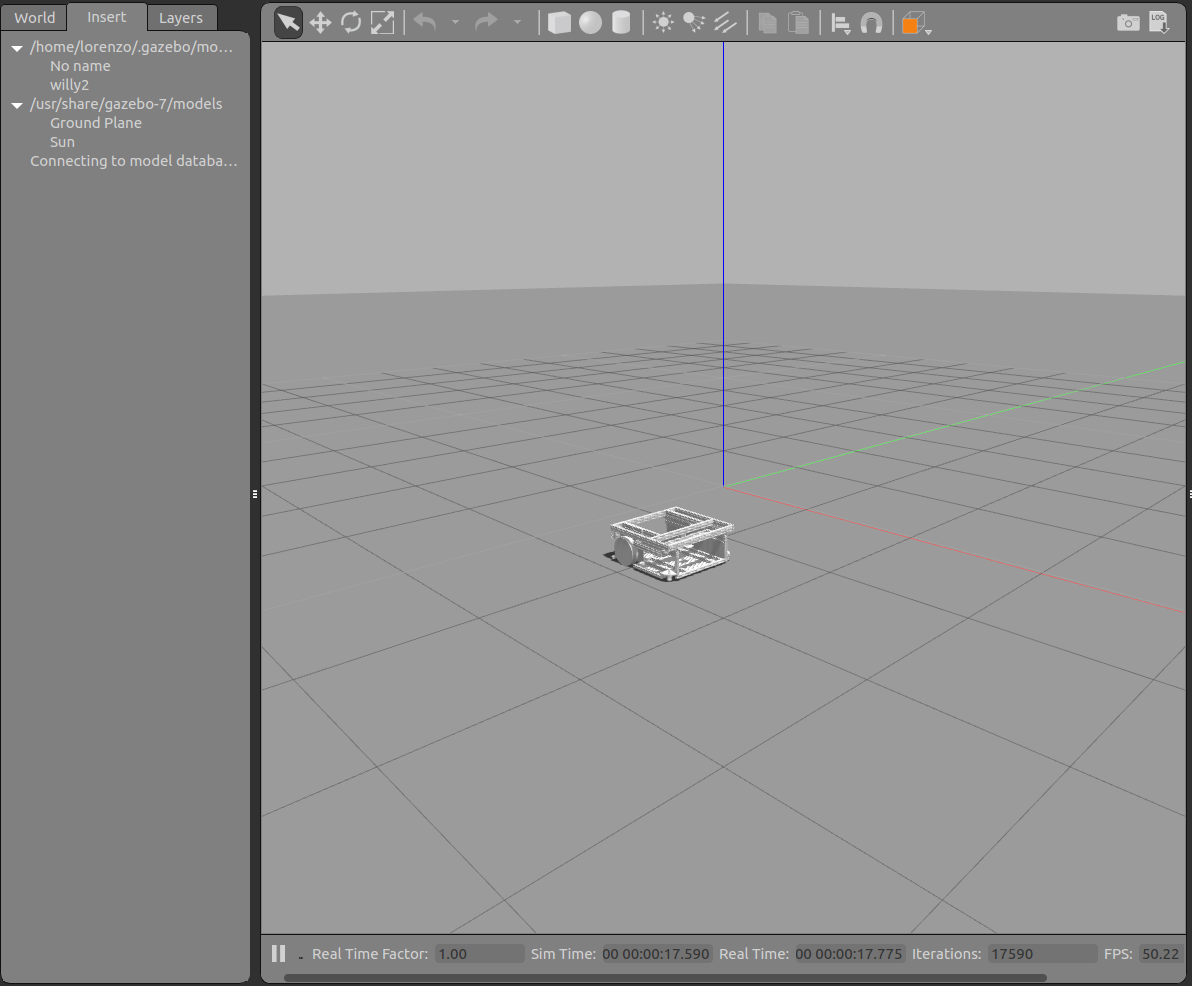 World Insert Layers
/home/lorenzo/.gazebo/mo...
No name
willy2
/usr/share/gazebo-7/models
Ground Plane
Sun
Connecting to model databa...
LOG
Real Time Factor: 1.00 Sim Time: 00 00:00:17.590 Real Time: 00 00:00:17.775 Iterations: 17590 FPS: 50.22